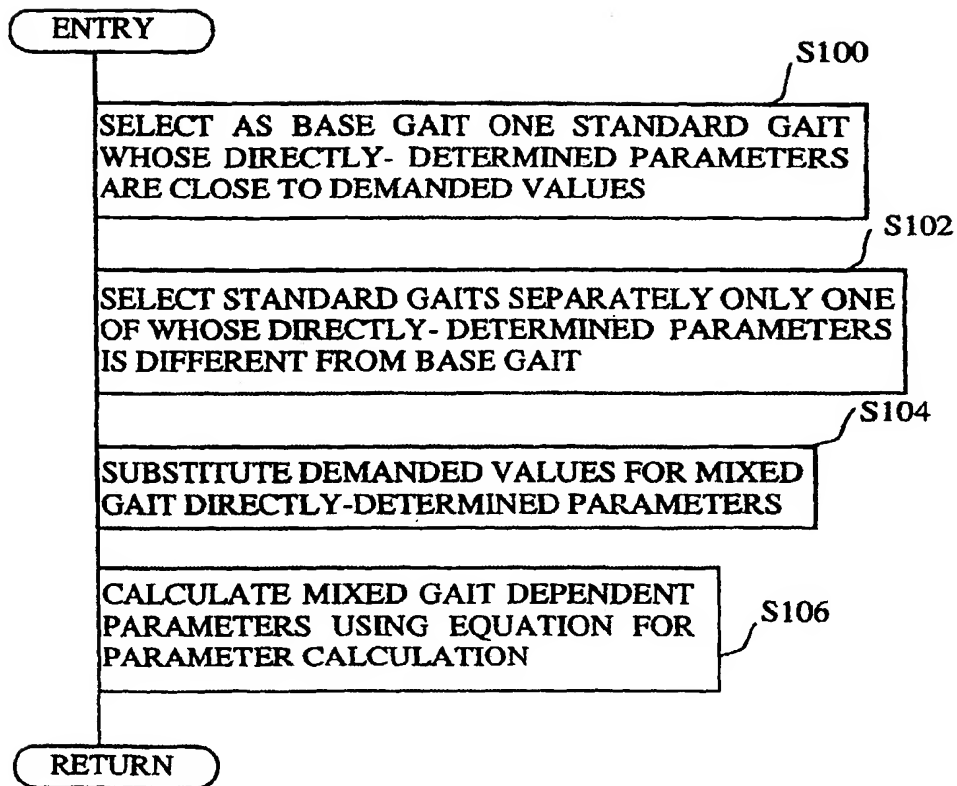 ENTRY
S100
SELECT AS BASE GAIT ONE STANDARD GAIT
WHOSE DIRECTLY- DETERMINED PARAMETERS
ARE CLOSE TO DEMANDED VALUES
S102
SELECT STANDARD GAITS SEPARATELY ONLY ONE
OF WHOSE DIRECTLY- DETERMINED PARAMETERS
IS DIFFERENT FROM BASE GAIT
S104
SUBSTITUTE DEMANDED VALUES FOR MIXED
GAIT DIRECTLY-DETERMINED PARAMETERS
CALCULATE MIXED GAIT DEPENDENT
PARAMETERS USING EQUATION FOR
PARAMETER CALCULATION
S106
RETURN